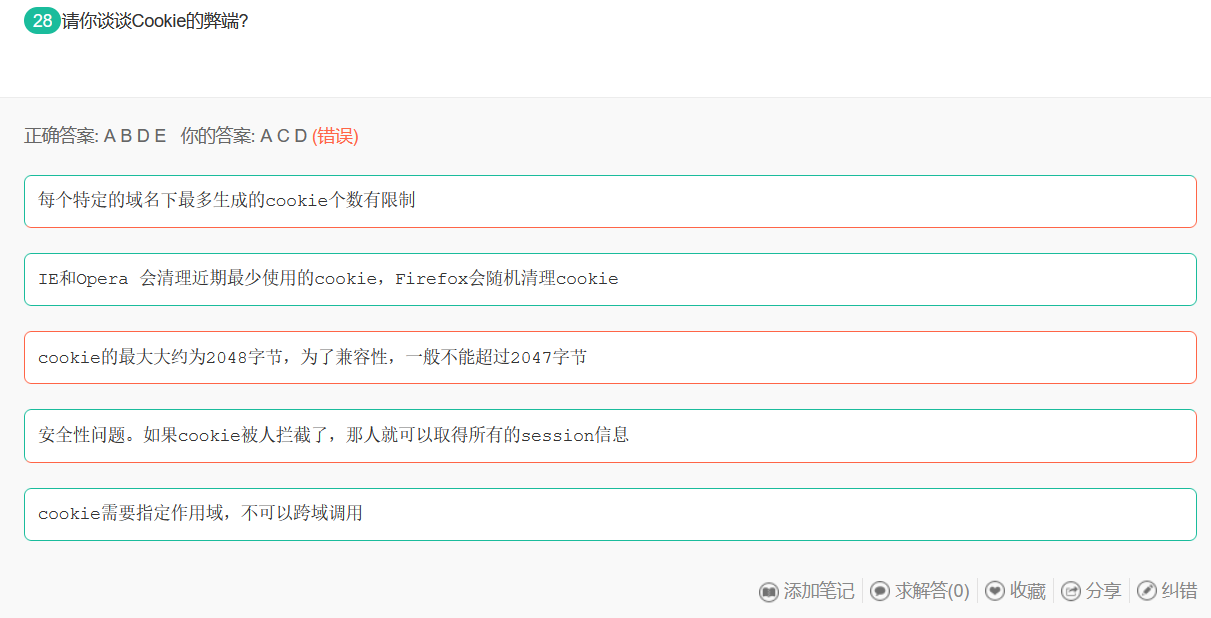 28 请你谈谈Cookie的弊端?
正确答案: A B D E 你的答案: A C D (错误)
每个特定的域名下最多生成的cookie个数有限制
IE和Opera 会清理近期最少使用的cookie，Firefox会随机清理cookie
cookie的最大大约为2048字节，为了兼容性，一般不能超过2047字节
安全性问题。如果cookie被人拦截了，那人就可以取得所有的session信息
cookie需要指定作用域，不可以跨域调用
添加笔记 求解答(0) 收藏 分享 纠错